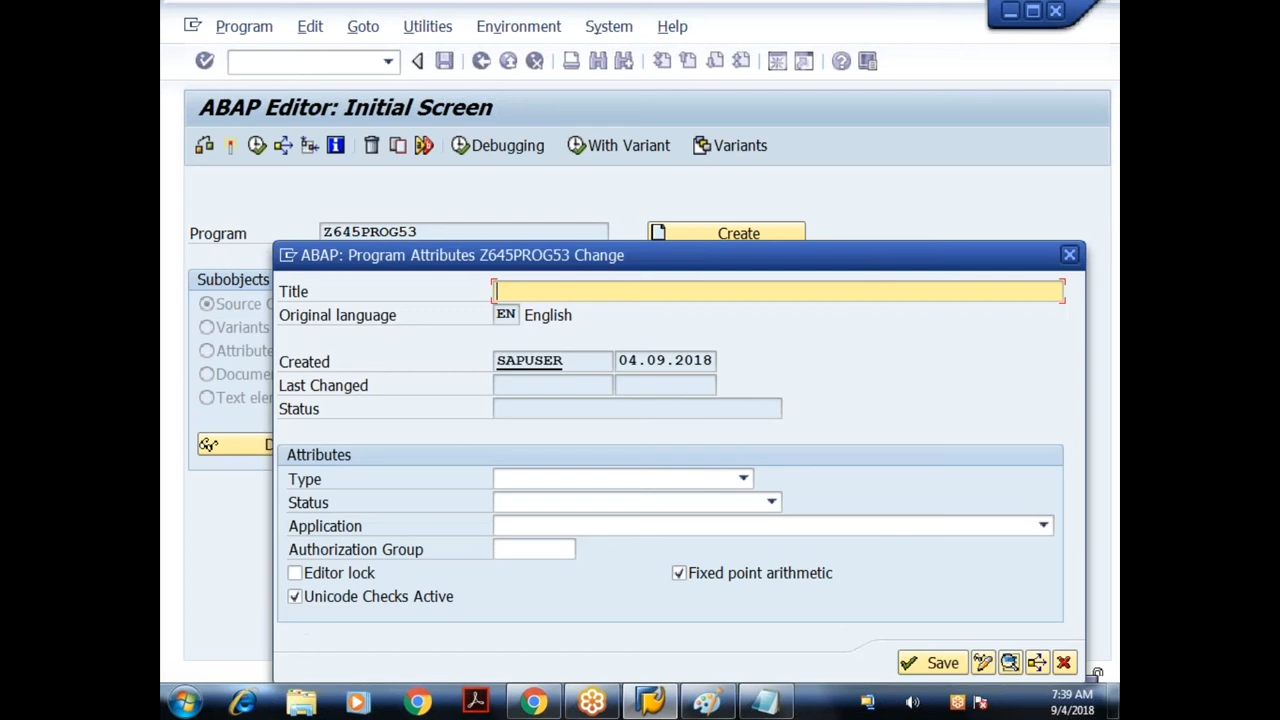 Program Edit Goto Utilities Environment System Help
ABAP Editor: Initial Screen
Debugging With Variant Variants
Program Z645PROG53 Create
ABAP: Program Attributes Z645PROG53 Change
Subobjects
Title
Source
Original language EN English
Variants
Attribute
Created SAPUSER 04.09.2018
Docume
Last Changed
Text ele
Status
D
Attributes
Type
Status
Application
Authorization Group
Editor lock Fixed point arithmetic
Unicode Checks Active
Save
7:39 AM
9/4/2018